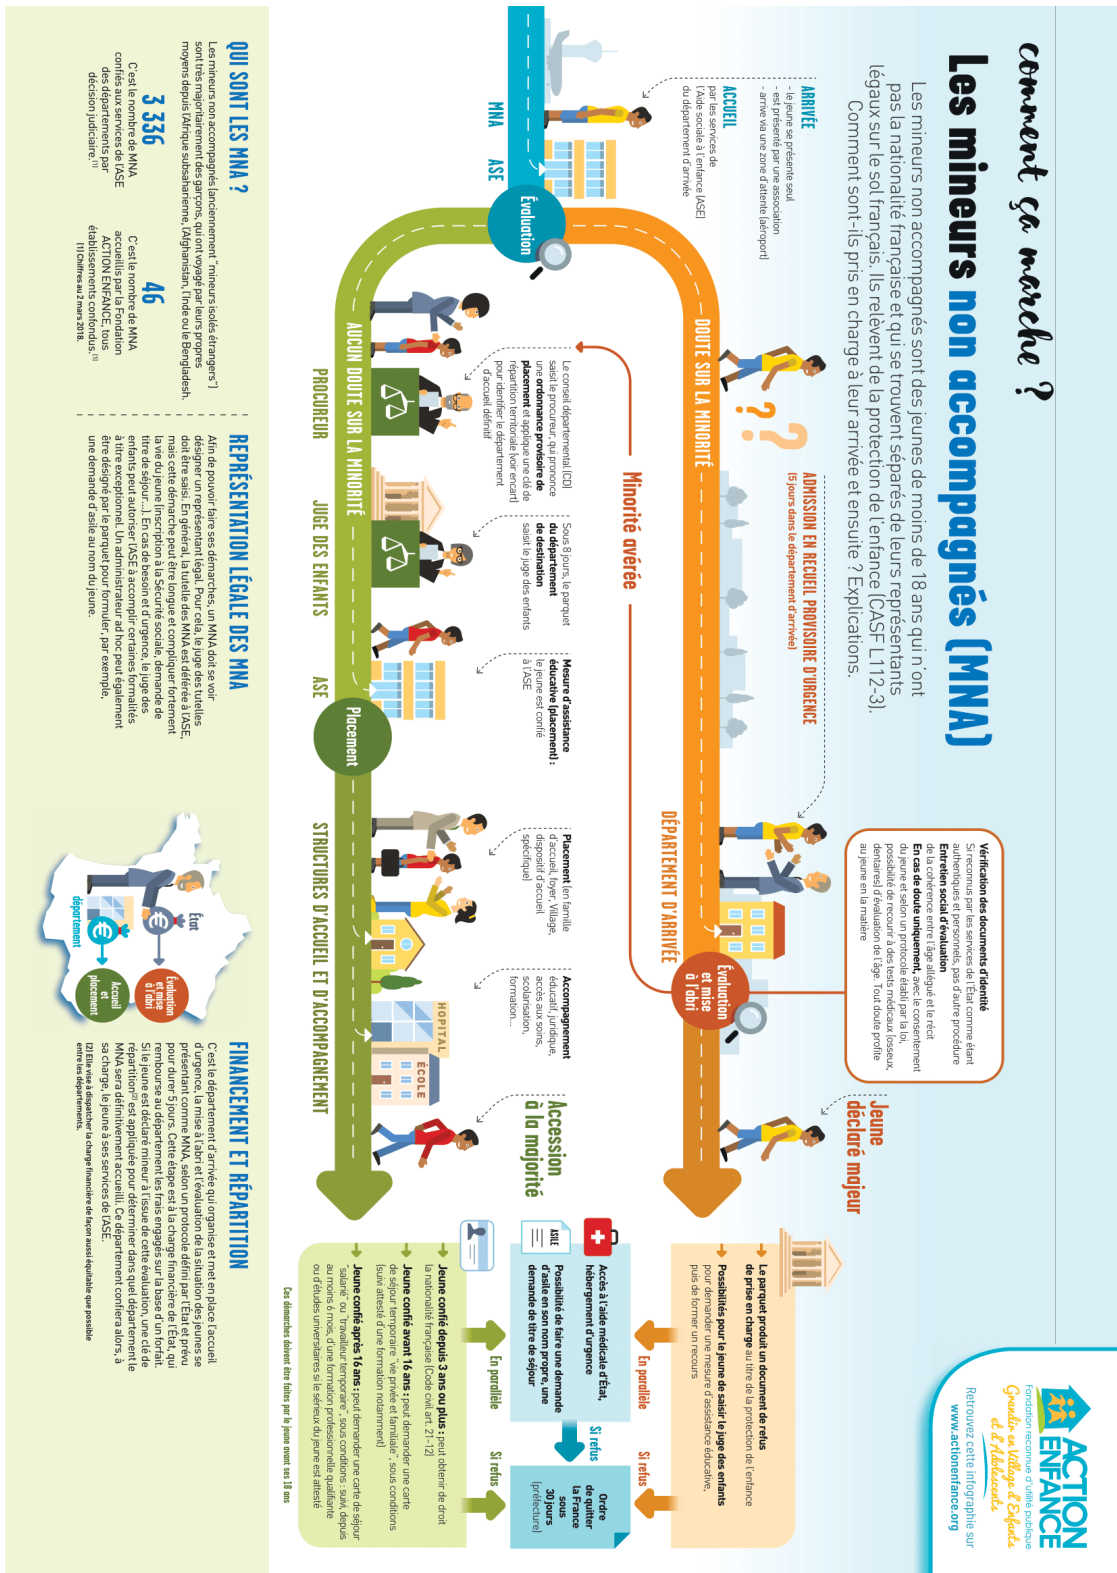 comment ça marche ?
Les mineurs non accompagnés (MNA)
Les mineurs non accompagnés sont des jeunes de moins de 18 ans qui n'ont
pas la nationalité française et qui se trouvent séparés de leurs représentants
légaux sur le sol français. Ils relèvent de la protection de l'enfance (CASF L112-3).
Comment sont-ils pris en charge à leur arrivée et ensuite ? Explications.
ACTION
ENFANCE
Fondation reconnue d'utilité publique
Grandir en Village d'Enfants
et d'Adolescents
Retrouvez cette infographie sur
www.actionenfance.org
ARRIVÉE
- le jeune se présente seul
- est présenté par une association
- arrive via une zone d'attente (aéroport)
ACCUEIL
par les services de
l'Aide sociale à l'enfance (ASE)
du département d'arrivée
MNA
ASE
Évaluation
DOUTE SUR LA MINORITÉ
? ?
ADMISSION EN RECUEIL PROVISOIRE D'URGENCE
(5 jours dans le département d'arrivée)
DÉPARTEMENT D'ARRIVÉE
Évaluation
et mise
à l'abri
Vérification des documents d'identité
Si reconnus par les services de l'État comme étant
authentiques et personnels, pas d'autre procédure
Entretien social d'évaluation
de la cohérence entre l'âge allégué et le récit
En cas de doute uniquement, avec le consentement
du jeune et selon un protocole établi par la loi,
possibilité de recourir à des tests médicaux (osseux,
dentaires) d'évaluation de l'âge. Tout doute profite
au jeune en la matière
Jeune
déclaré majeur
Le parquet produit un document de refus
de prise en charge au titre de la protection de l'enfance
Possibilités pour le jeune de saisir le juge des enfants
pour demander une mesure d'assistance éducative,
puis de former un recours
En parallèle
Si refus
Minorité avérée
AUCUN DOUTE SUR LA MINORITÉ
Le conseil départemental (CD)
saisit le procureur, qui prononce
une ordonnance provisoire de
placement et applique une clé de
répartition territoriale (voir encart)
pour identifier le département
d'accueil définitif
PROCUREUR
Sous 8 jours, le parquet
du département
de destination
saisit le juge des enfants
JUGE DES ENFANTS
Mesure d'assistance
éducative (placement) :
le jeune est confié
à l'ASE
ASE
Placement
Placement (en famille
d'accueil, foyer, village,
dispositif d'accueil
spécifique)
Accompagnement
éducatif, juridique,
accès aux soins,
scolarisation,
formation...
HOPITAL
ÉCOLE
STRUCTURES D'ACCUEIL ET D'ACCOMPAGNEMENT
Accession
à la majorité
ASILE
Accès à l'aide médicale d'État,
hébergement d'urgence
Possibilité de faire une demande
d'asile en son nom propre, une
demande de titre de séjour
Si refus
Ordre
de quitter
la France
sous
30 jours
(préfecture)
En parallèle
Si refus
Jeune confié depuis 3 ans ou plus : peut obtenir de droit
la nationalité française (Code civil art. 21-12)
Jeune confié avant 16 ans : peut demander une carte
de séjour temporaire "vie privée et familiale", sous conditions
(suivi attesté d'une formation notamment)
Jeune confié après 16 ans : peut demander une carte de séjour
"salarié" ou "travailleur temporaire", sous conditions : suivi, depuis
au moins 6 mois, d'une formation professionnelle qualifiante
ou d'études universitaires si le sérieux du jeune est attesté
Ces démarches doivent être faites par le jeune avant ses 18 ans
QUI SONT LES MNA ?
Les mineurs non accompagnés (anciennement "mineurs isolés étrangers")
sont très majoritairement des garçons, qui ont voyagé par leurs propres
moyens depuis l'Afrique subsaharienne, l'Afghanistan, l'Inde ou le Bengladesh.
3 336
C'est le nombre de MNA
confiés aux services de l'ASE
des départements par
décision judiciaire. (1)
46
C'est le nombre de MNA
accueillis par la Fondation
ACTION ENFANCE, tous
établissements confondus. (1)
(1) Chiffres au 2 mars 2018.
REPRÉSENTATION LÉGALE DES MNA
Afin de pouvoir faire ses démarches, un MNA doit se voir
désigner un représentant légal. Pour cela, le juge des tutelles
doit être saisi. En général, la tutelle des MNA est déférée à l'ASE,
mais cette démarche peut être longue et compliquer fortement
la vie du jeune (inscription à la Sécurité sociale, demande de
titre de séjour...). En cas de besoin et d'urgence, le juge des
enfants peut autoriser l'ASE à accomplir certaines formalités
à titre exceptionnel. Un administrateur ad hoc peut également
être désigné par le parquet pour formuler, par exemple,
une demande d'asile au nom du jeune.
État
département
Évaluation
et mise
à l'abri
Accueil
et
placement
FINANCEMENT ET RÉPARTITION
C'est le département d'arrivée qui organise et met en place l'accueil
d'urgence, la mise à l'abri et l'évaluation de la situation des jeunes se
présentant comme MNA, selon un protocole défini par l'État et prévu
pour durer 5 jours. Cette étape est à la charge financière de l'État, qui
rembourse au département les frais engagés sur la base d'un forfait.
Si le jeune est déclaré mineur à l'issue de cette évaluation, une clé de
répartition(2) est appliquée pour déterminer dans quel département le
MNA sera définitivement accueilli. Ce département confiera alors, à
sa charge, le jeune à ses services de l'ASE.
(2) Elle vise à dispatcher la charge financière de façon aussi équitable que possible
entre les départements.